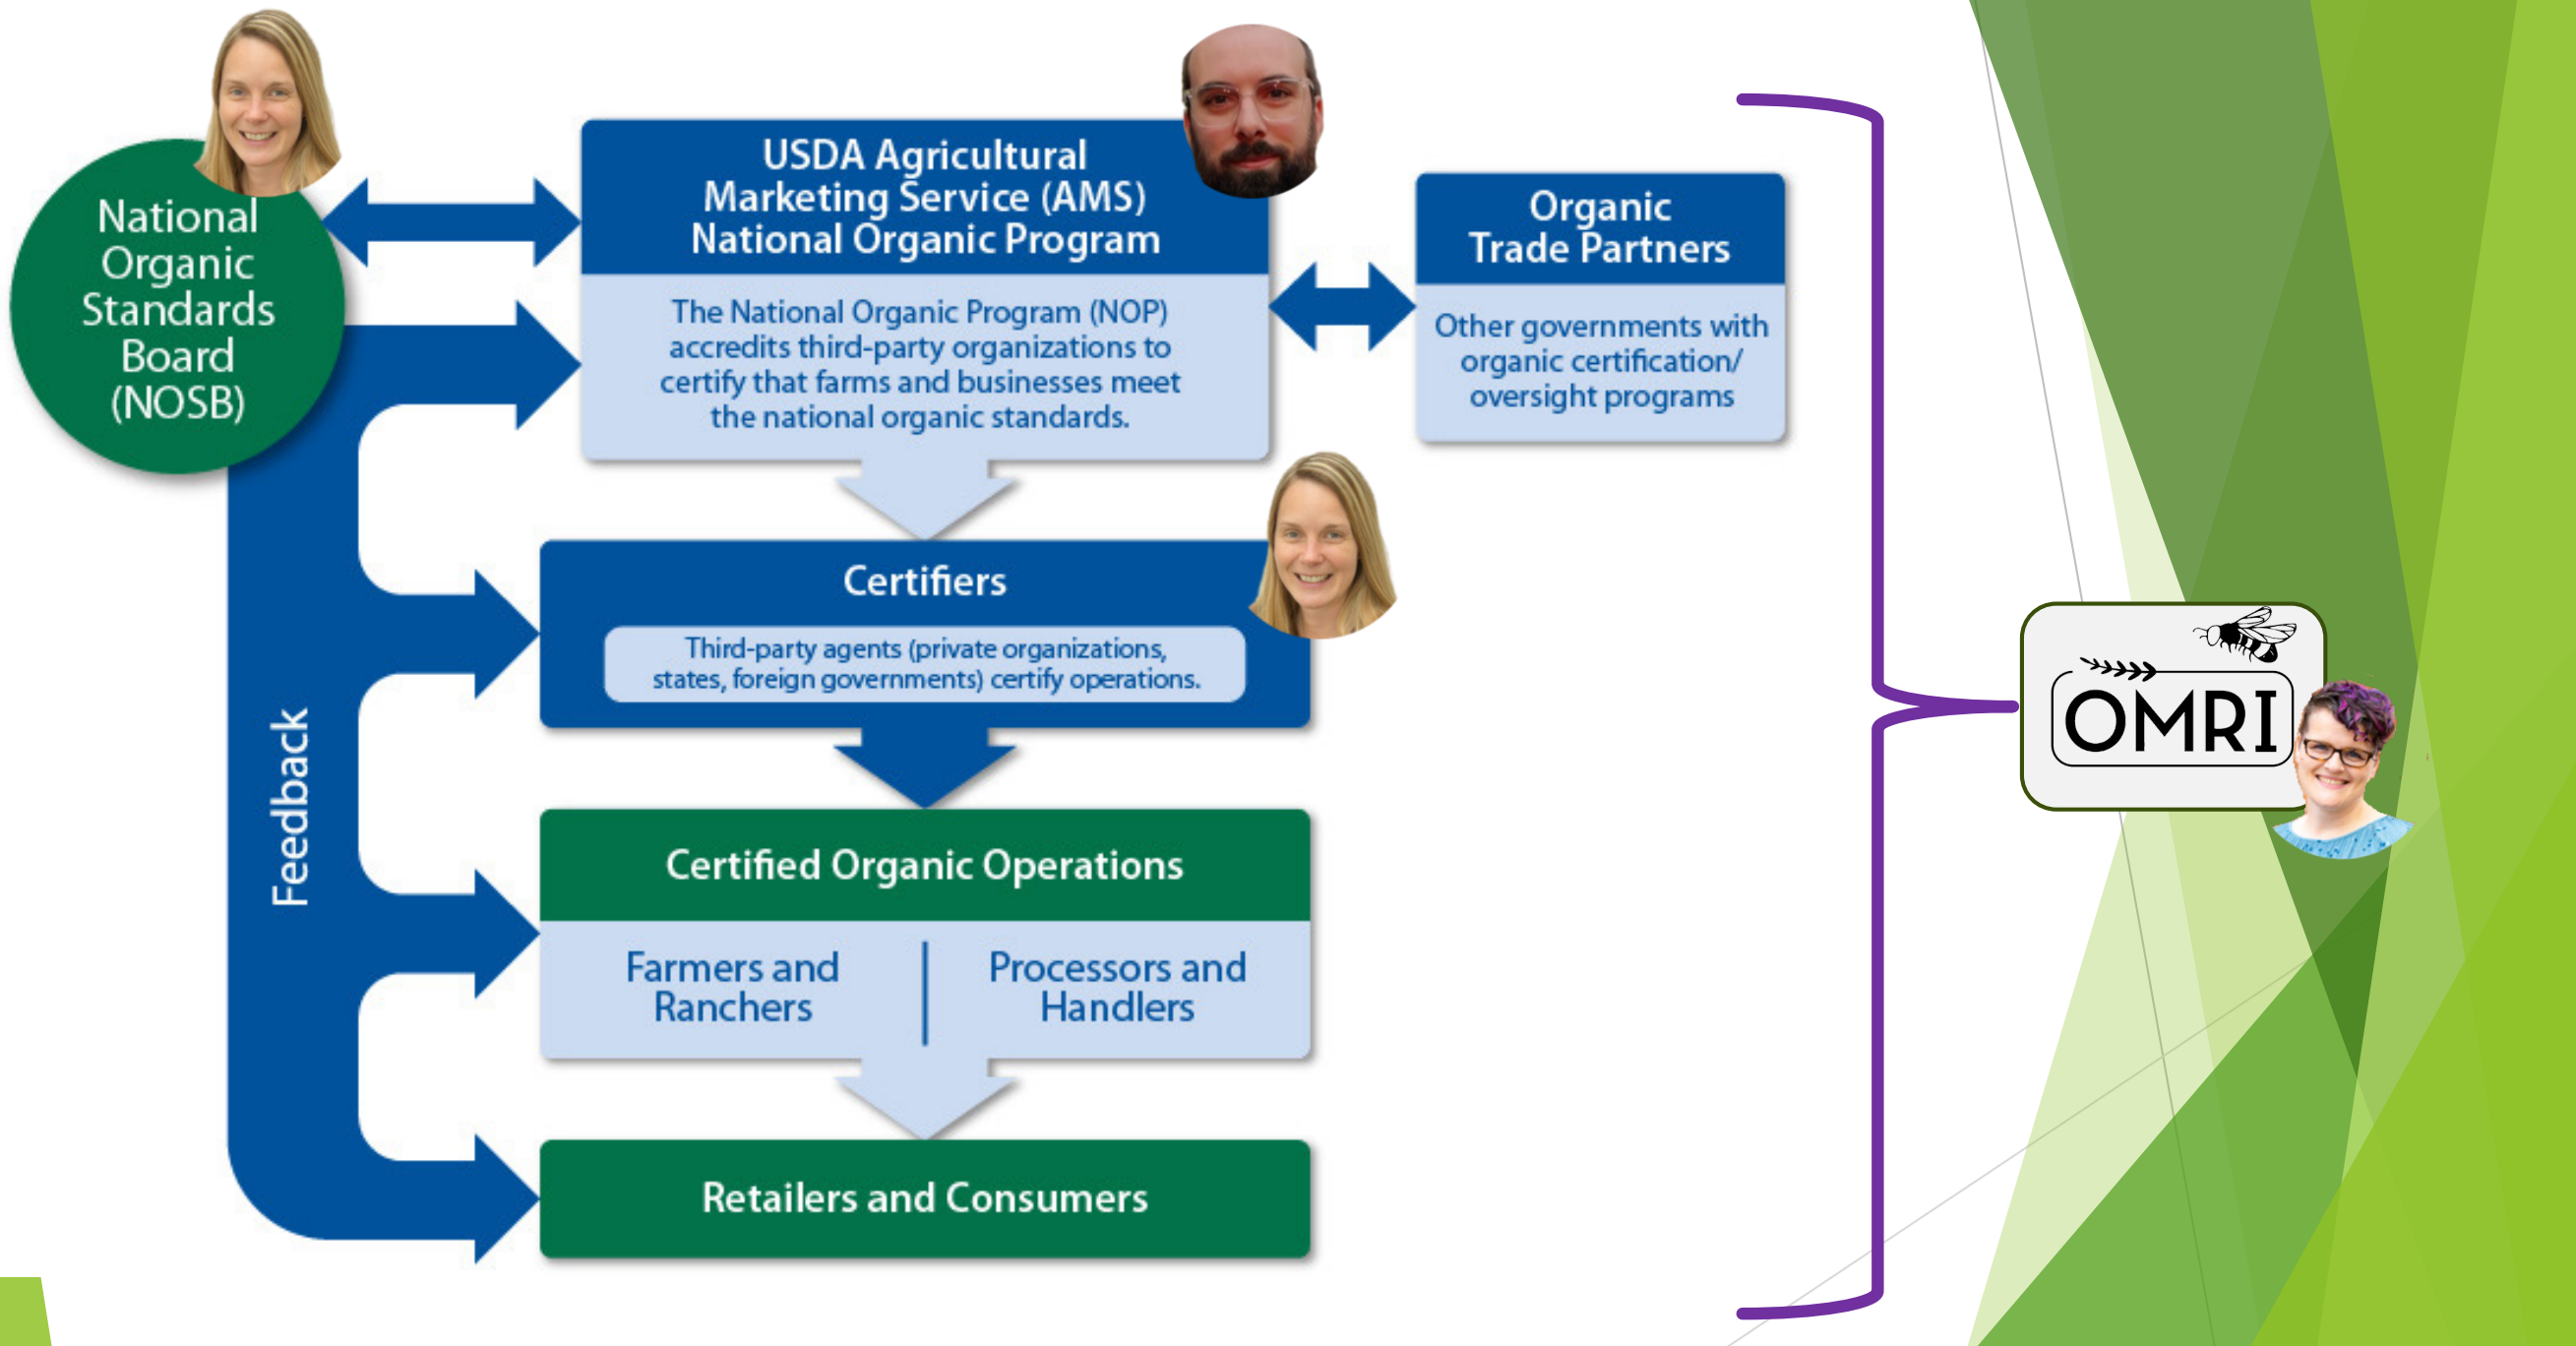 National
Organic
Standards
Board
(NOSB)
USDA Agricultural
Marketing Service (AMS)
National Organic Program
The National Organic Program (NOP)
accredits third-party organizations to
certify that farms and businesses meet
the national organic standards.
Organic
Trade Partners
Other governments with
organic certification/
oversight programs
Certifiers
Third-party agents (private organizations,
states, foreign governments) certify operations.
Feedback
Certified Organic Operations
Farmers and
Ranchers
Processors and
Handlers
Retailers and Consumers
OMRI